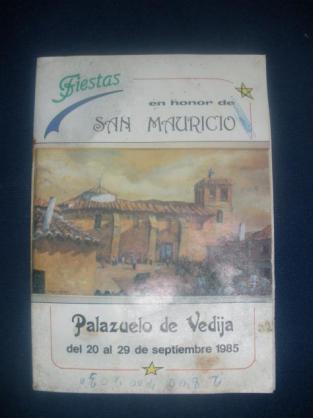 Fiestas
en honor de
SAN MAURICIO
Palazuelo de Vedija
del 20 al 29 de septiembre 1985